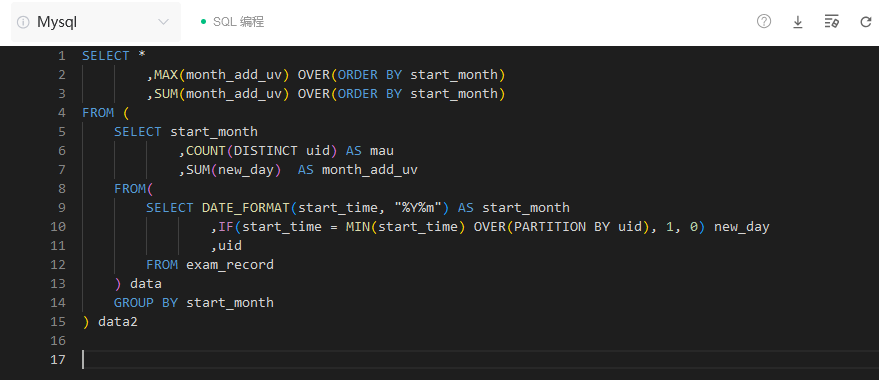 Mysql SQL 编程
1 SELECT *
2 ,MAX(month_add_uv) OVER(ORDER BY start_month)
3 ,SUM(month_add_uv) OVER(ORDER BY start_month)
4 FROM (
5 SELECT start_month
6 ,COUNT(DISTINCT uid) AS mau
7 ,SUM(new_day)  AS month_add_uv
8 FROM(
9 SELECT DATE_FORMAT(start_time, "%Y%m") AS start_month
10 ,IF(start_time = MIN(start_time) OVER(PARTITION BY uid), 1, 0) new_day
11 ,uid
12 FROM exam_record
13 ) data
14 GROUP BY start_month
15 ) data2
16
17